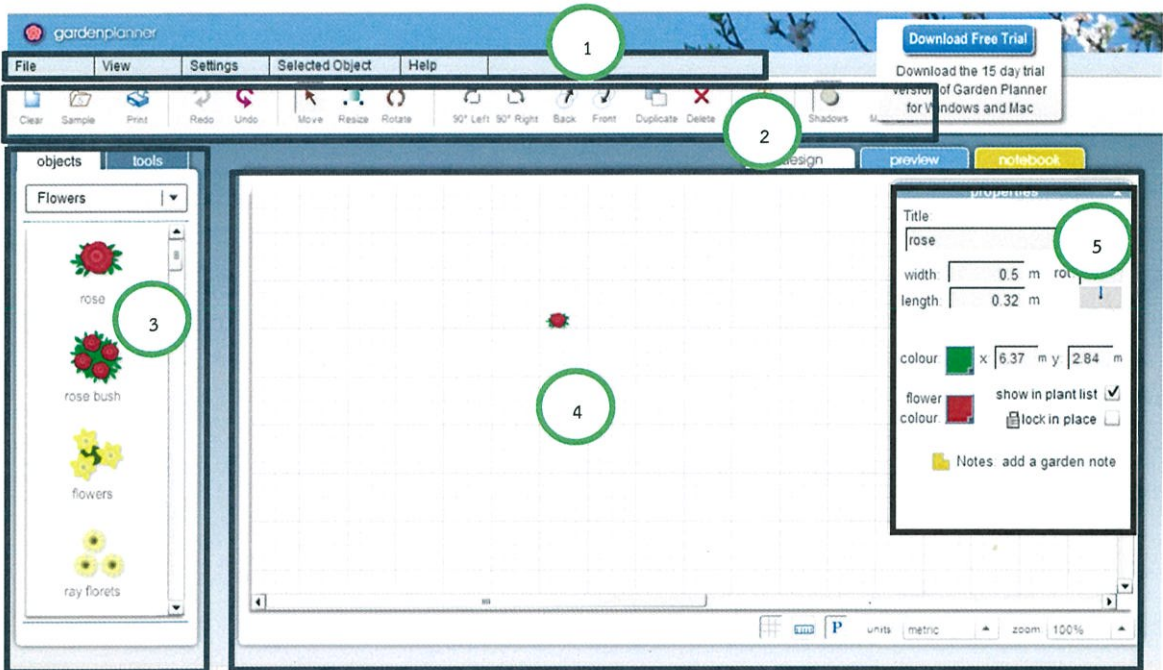 1
gardenplanner
Download Free Trial
File View Settings Selected Object Help
Download the 15 day trial
version of Garden Planner
for Windows and Mac
Clear Sample Print Redo Undo Move Resize Rotate 90° Left 90° Right Back Front Duplicate Delete Shadows
2
objects tools
design preview notebook
Flowers
properties
Title:
rose
5
width: 0.5 m rot
length: 0.32 m
rose
3
colour x 6.37 m y 2.84 m
rose bush
flower show in plant list
colour. lock in place
4
Notes: add a garden note
flowers
ray florets
P units metric zoom 100%